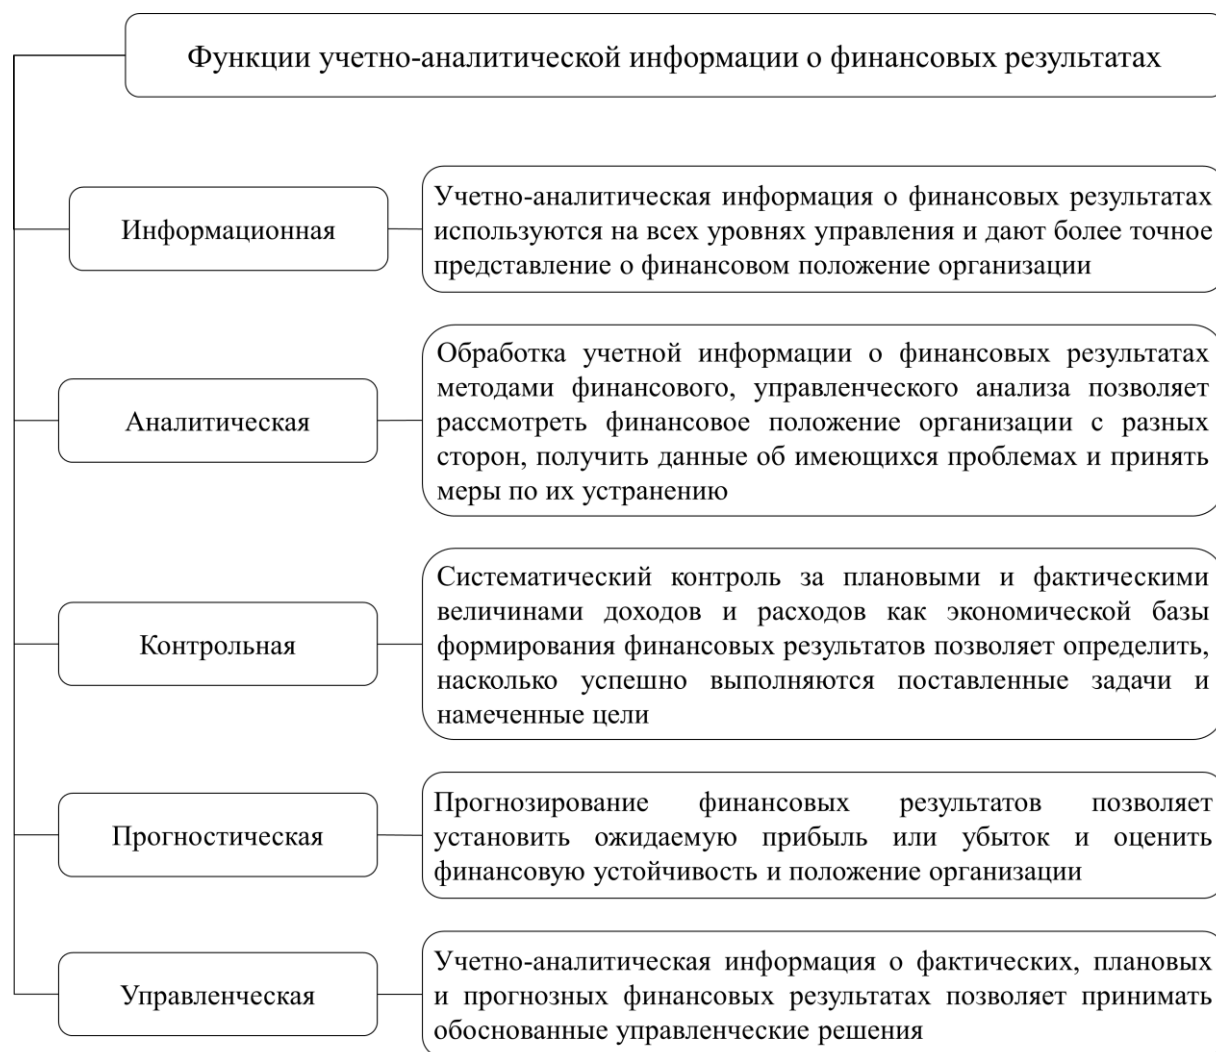 Функции учетно-аналитической информации о финансовых результатах
Информационная
Учетно-аналитическая информация о финансовых результатах
используются на всех уровнях управления и дают более точное
представление о финансовом положение организации
Аналитическая
Обработка учетной информации о финансовых результатах
методами финансового, управленческого анализа позволяет
рассмотреть финансовое положение организации с разных
сторон, получить данные об имеющихся проблемах и принять
меры по их устранению
Контрольная
Систематический контроль за плановыми и фактическими
величинами доходов и расходов как экономической базы
формирования финансовых результатов позволяет определить,
насколько успешно выполняются поставленные задачи и
намеченные цели
Прогностическая
Прогнозирование финансовых результатов позволяет
установить ожидаемую прибыль или убыток и оценить
финансовую устойчивость и положение организации
Управленческая
Учетно-аналитическая информация о фактических, плановых
и прогнозных финансовых результатах позволяет принимать
обоснованные управленческие решения